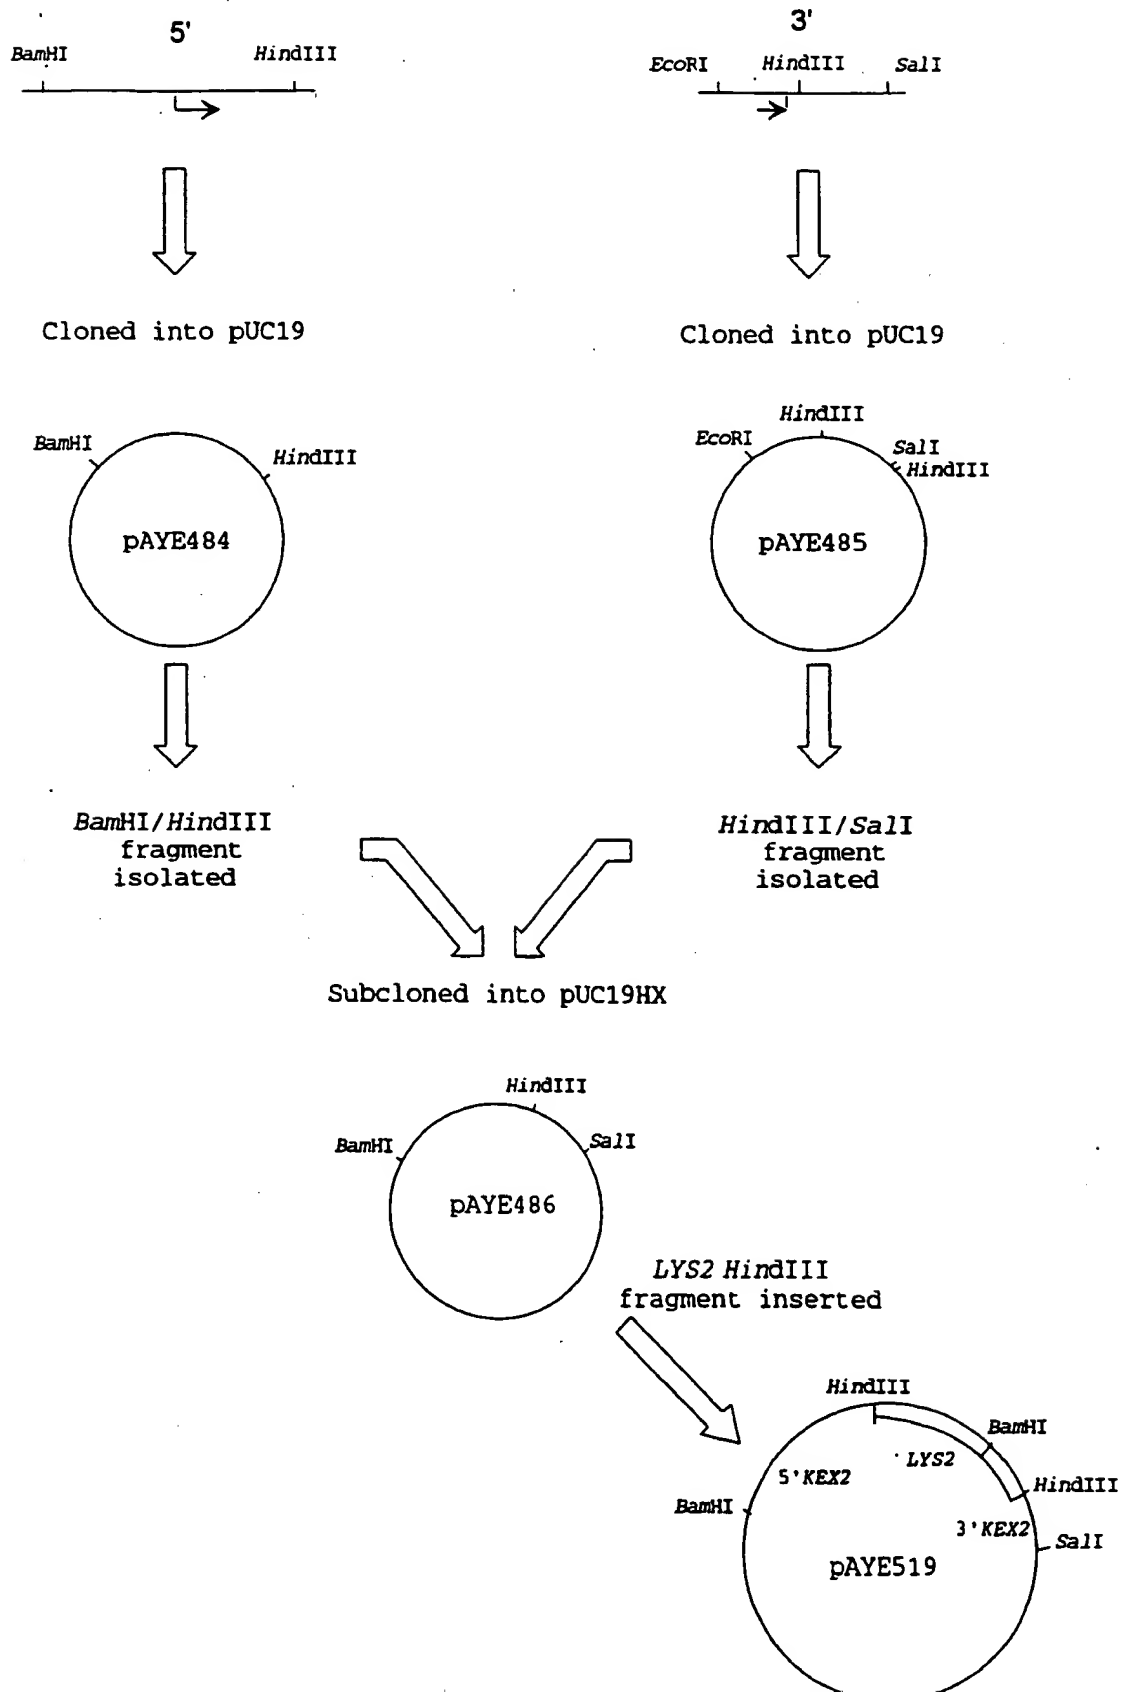 5'
3'
BamHI
HindIII
EcoRI
HindIII
SalI
Cloned into pUC19
Cloned into pUC19
BamHI
HindIII
pAYE484
HindIII
EcoRI
SalI
HindIII
pAYE485
BamHI/HindIII
fragment
isolated
HindIII/SalI
fragment
isolated
Subcloned into pUC19HX
HindIII
BamHI
SalI
pAYE486
LYS2 HindIII
fragment inserted
HindIII
BamHI
LYS2
5'KEX2
HindIII
BamHI
3'KEX2
SalI
pAYE519